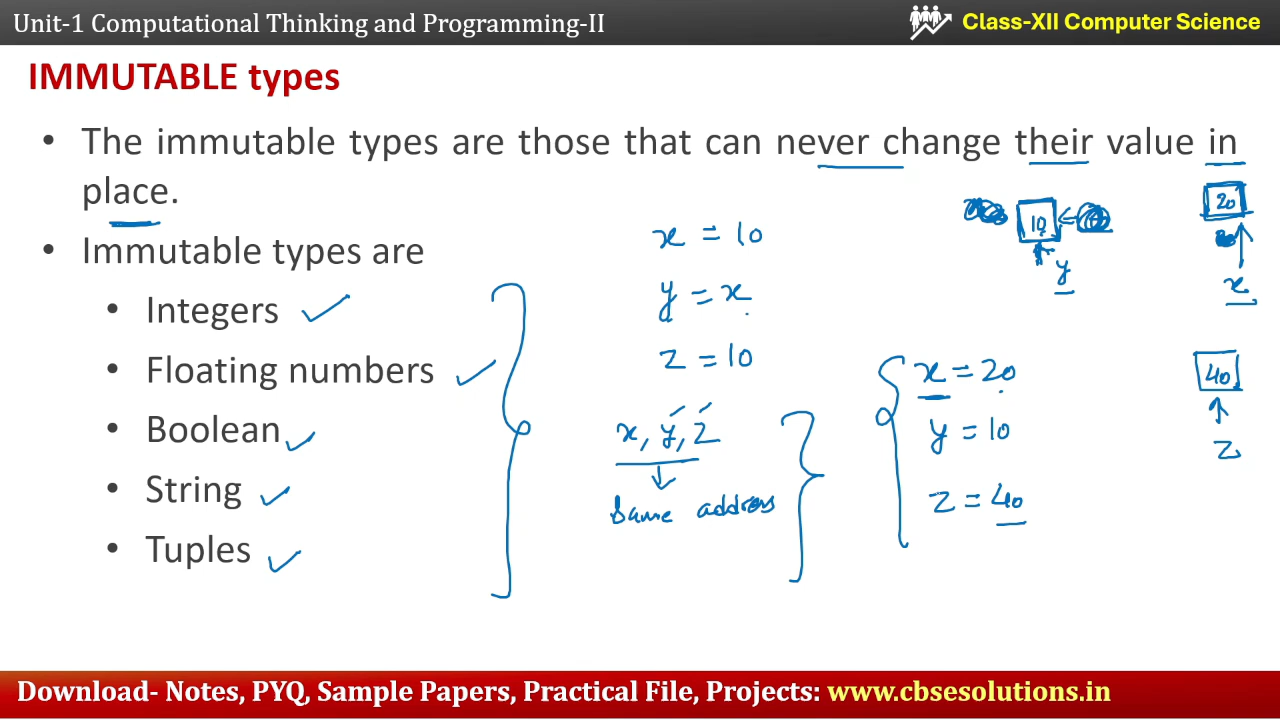 Unit-1 Computational Thinking and Programming-II
Class-XII Computer Science
IMMUTABLE types
• The immutable types are those that can never change their value in
place.
• Immutable types are
• Integers
• Floating numbers
• Boolean
• String
• Tuples
x = 10
y = x
z = 10
x, y, z
Same address
10
y
20
x
x = 20
y = 10
z = 40
40
z
Download- Notes, PYQ, Sample Papers, Practical File, Projects: www.cbsesolutions.in